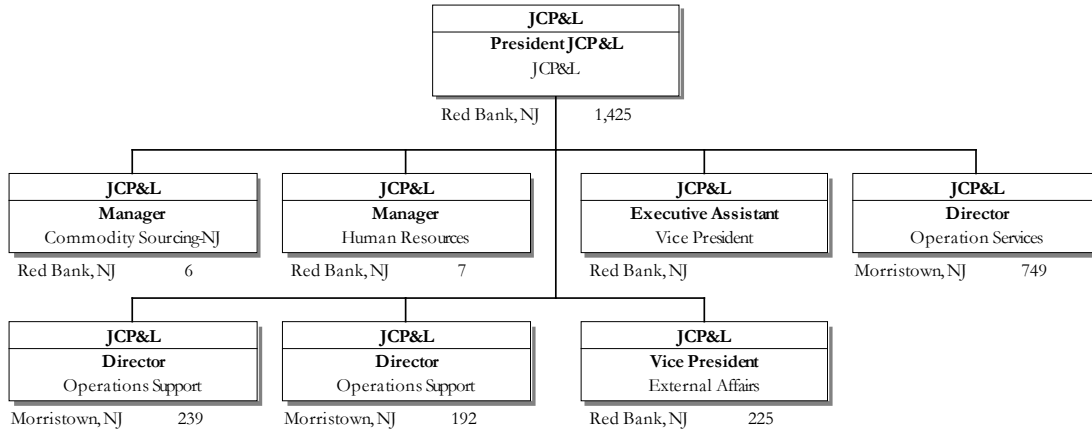 JCP&L
President JCP&L
JCP&L
Red Bank, NJ 1,425
JCP&L
Manager
Commodity Sourcing-NJ
Red Bank, NJ 6
JCP&L
Manager
Human Resources
Red Bank, NJ 7
JCP&L
Executive Assistant
Vice President
Red Bank, NJ
JCP&L
Director
Operation Services
Morristown, NJ 749
JCP&L
Director
Operations Support
Morristown, NJ 239
JCP&L
Director
Operations Support
Morristown, NJ 192
JCP&L
Vice President
External Affairs
Red Bank, NJ 225